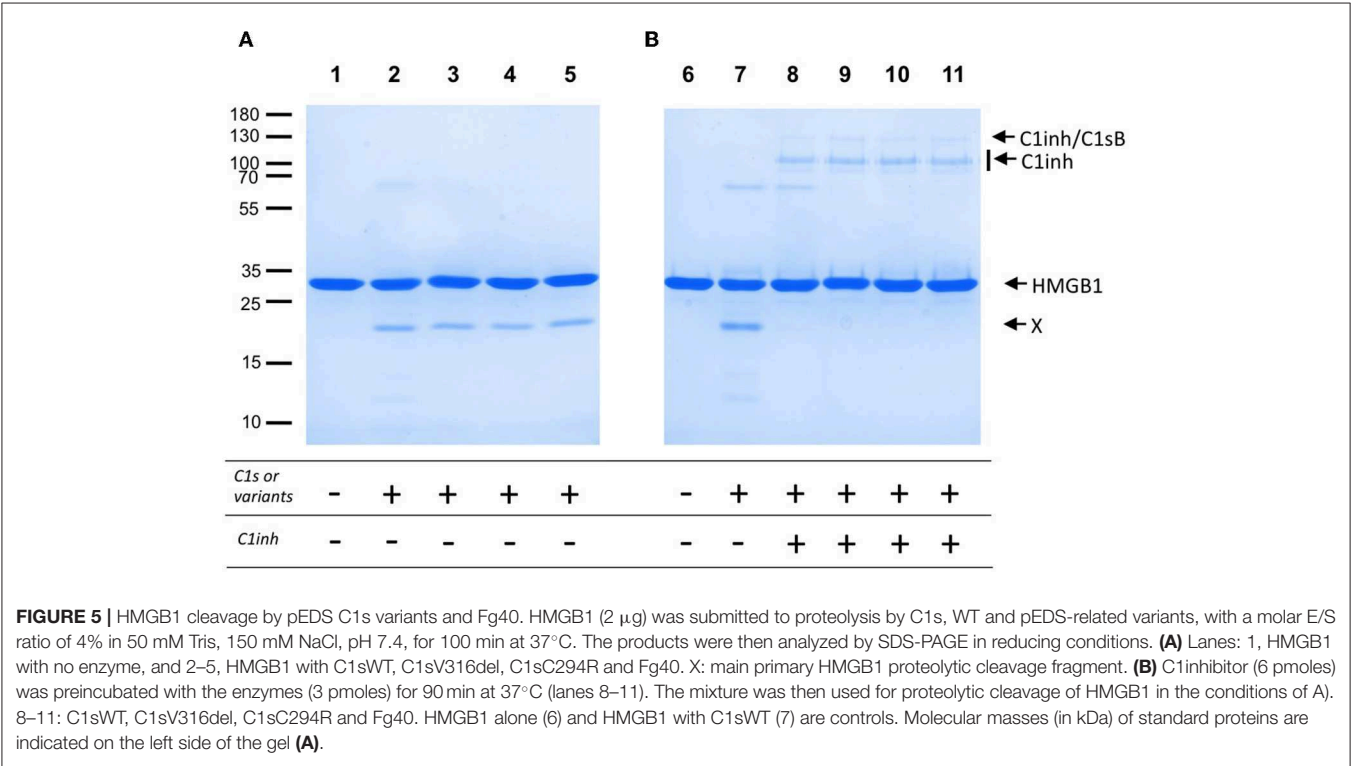 A B
1 2 3 4 5 6 7 8 9 10 11
180
130
100
70
55
35
25
15
10
C1inh/C1sB
C1inh
HMGB1
X
C1s or
variants - + + + + - + + + + +
C1inh - - - - - - - + + + +
FIGURE 5 | HMGB1 cleavage by pEDS C1s variants and Fg40. HMGB1 (2 μg) was submitted to proteolysis by C1s, WT and pEDS-related variants, with a molar E/S
ratio of 4% in 50 mM Tris, 150 mM NaCl, pH 7.4, for 100 min at 37°C. The products were then analyzed by SDS-PAGE in reducing conditions. (A) Lanes: 1, HMGB1
with no enzyme, and 2–5, HMGB1 with C1sWT, C1sV316del, C1sC294R and Fg40. X: main primary HMGB1 proteolytic cleavage fragment. (B) C1inhibitor (6 pmoles)
was preincubated with the enzymes (3 pmoles) for 90 min at 37°C (lanes 8–11). The mixture was then used for proteolytic cleavage of HMGB1 in the conditions of A).
8–11: C1sWT, C1sV316del, C1sC294R and Fg40. HMGB1 alone (6) and HMGB1 with C1sWT (7) are controls. Molecular masses (in kDa) of standard proteins are
indicated on the left side of the gel (A).